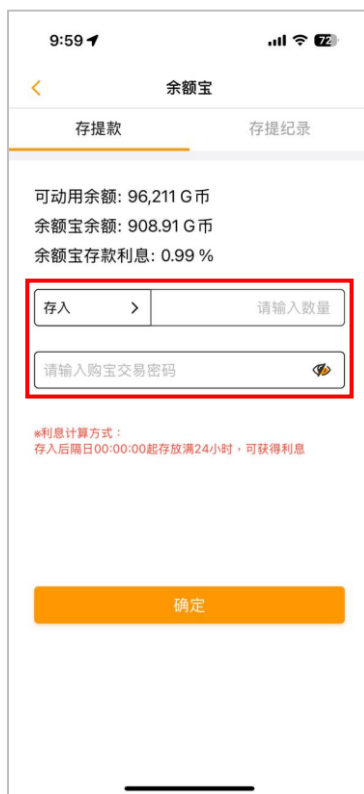 9:59
72
余额宝
存提款
存提纪录
可动用余额: 96,211 G币
余额宝余额: 908.91 G币
余额宝存款利息: 0.99 %
存入 > 请输入数量
请输入购宝交易密码
※利息计算方式：
存入后隔日00:00:00起存放满24小时，可获得利息
确定